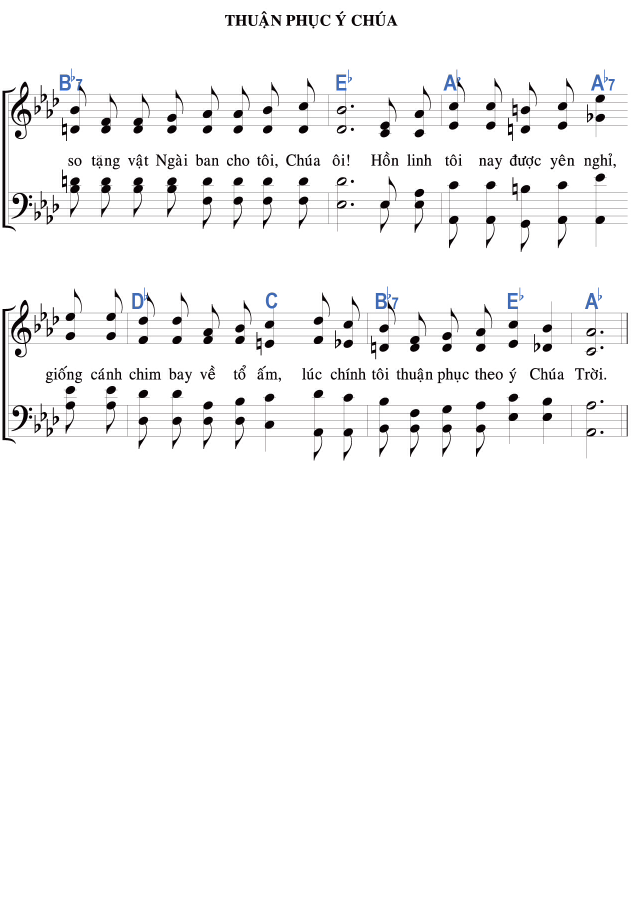 THUẬN PHỤC Ý CHÚA
B♭7 E♭ A♭ A♭7
so tạng vật Ngài ban cho tôi, Chúa ôi! Hồn linh tôi nay được yên nghỉ,
D♭ C B♭7 E♭ A♭
giống cánh chim bay về tổ ấm, lúc chính tôi thuận phục theo ý Chúa Trời.